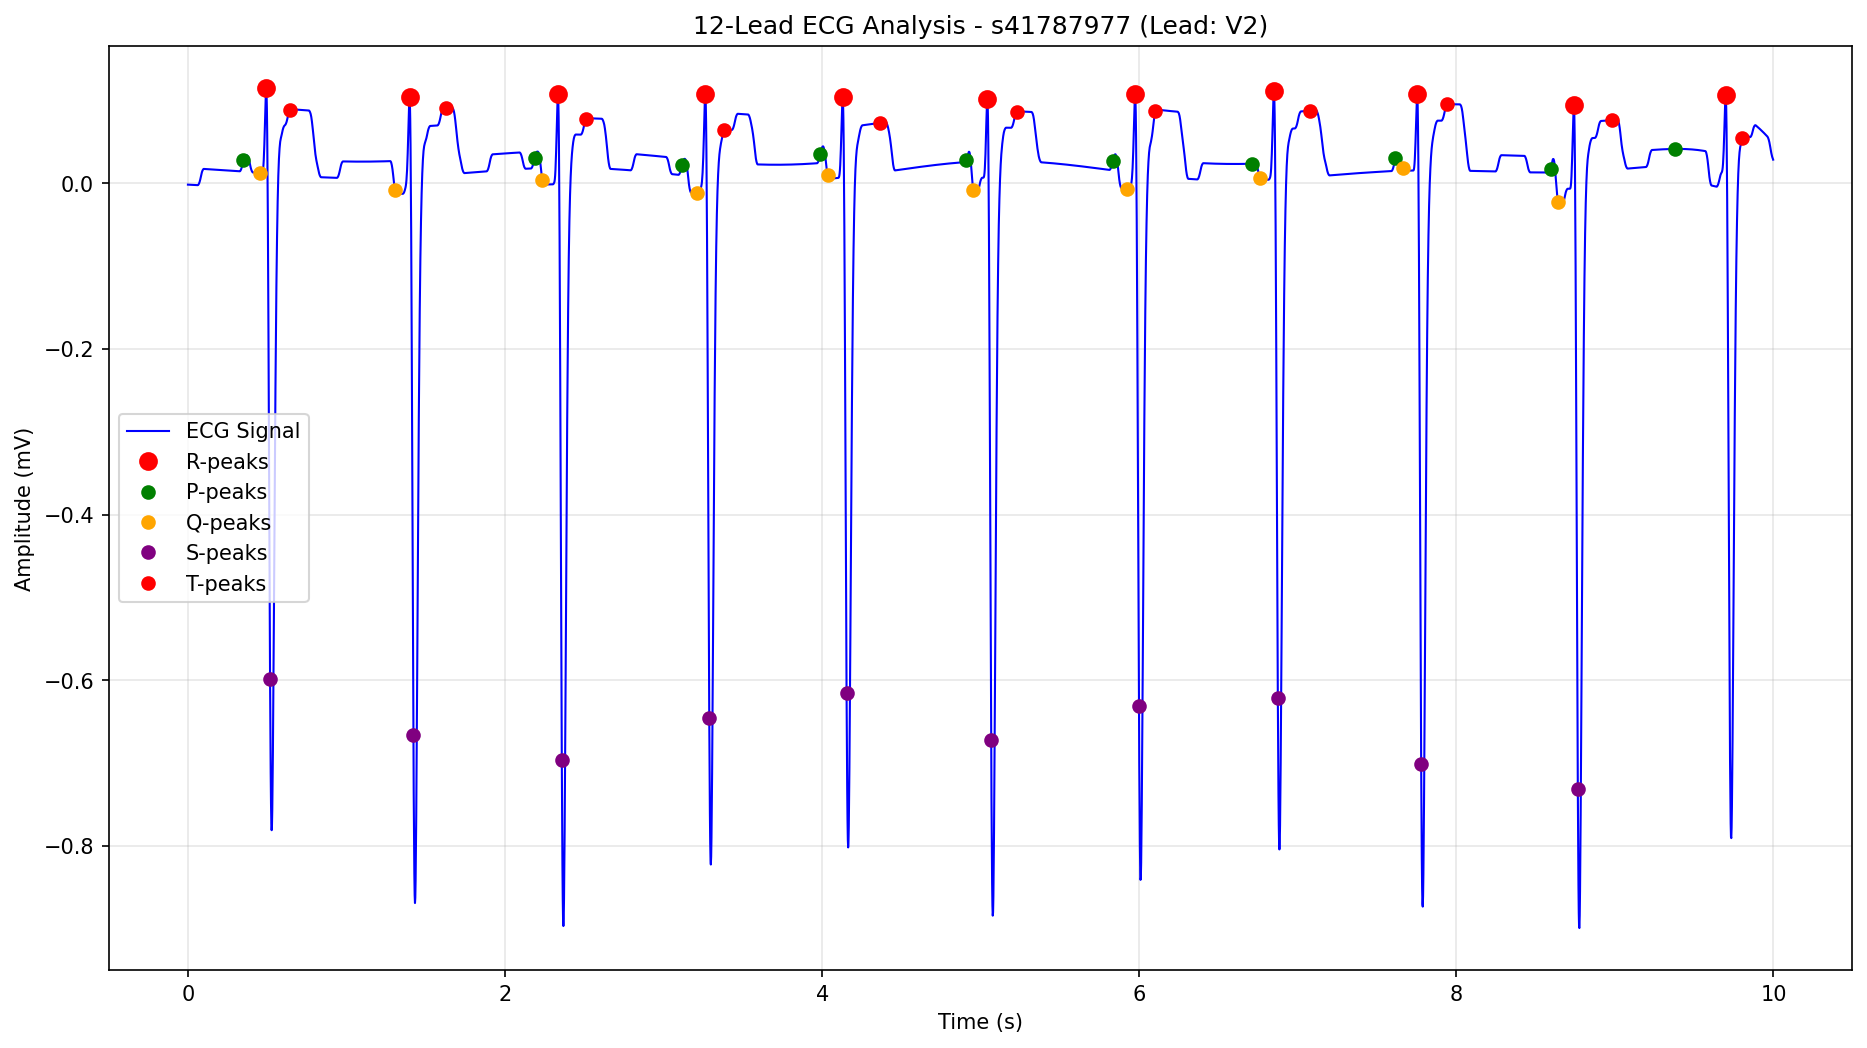 12-Lead ECG Analysis - s41787977 (Lead: V2)
0.0
−0.2
−0.4
−0.6
−0.8
Amplitude (mV)
ECG Signal
R-peaks
P-peaks
Q-peaks
S-peaks
T-peaks
0 2 4 6 8 10
Time (s)